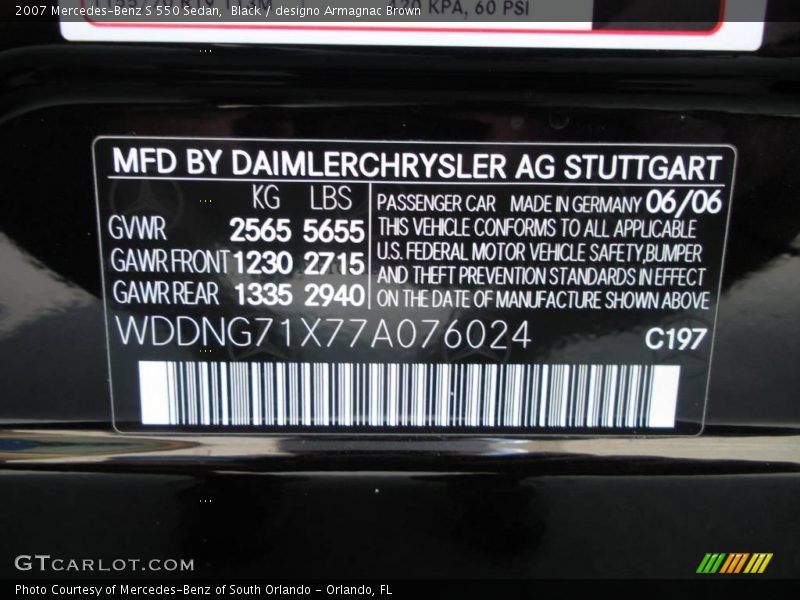 2007 Mercedes-Benz S 550 Sedan, Black / designo Armagnac Brown
KPA, 60 PSI
MFD BY DAIMLERCHRYSLER AG STUTTGART
KG LBS
GVWR 2565 5655
GAWR FRONT 1230 2715
GAWR REAR 1335 2940
PASSENGER CAR MADE IN GERMANY 06/06
THIS VEHICLE CONFORMS TO ALL APPLICABLE
U.S. FEDERAL MOTOR VEHICLE SAFETY,BUMPER
AND THEFT PREVENTION STANDARDS IN EFFECT
ON THE DATE OF MANUFACTURE SHOWN ABOVE
WDDNG71X77A076024 C197
GTCARLOT.COM
Photo Courtesy of Mercedes-Benz of South Orlando - Orlando, FL